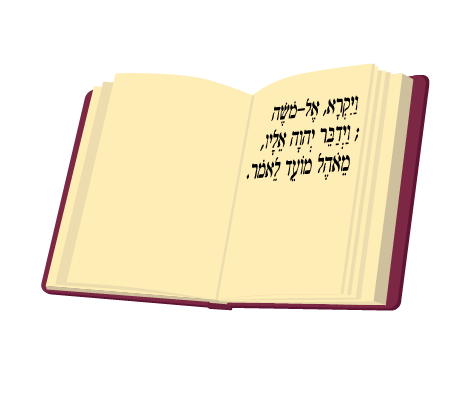 וַיִּקְרָא, אֶל-מֹשֶׁה
; וַיְדַבֵּר יְהוָה אֵלָיו,
מֵאֹהֶל מוֹעֵד לֵאמֹר.